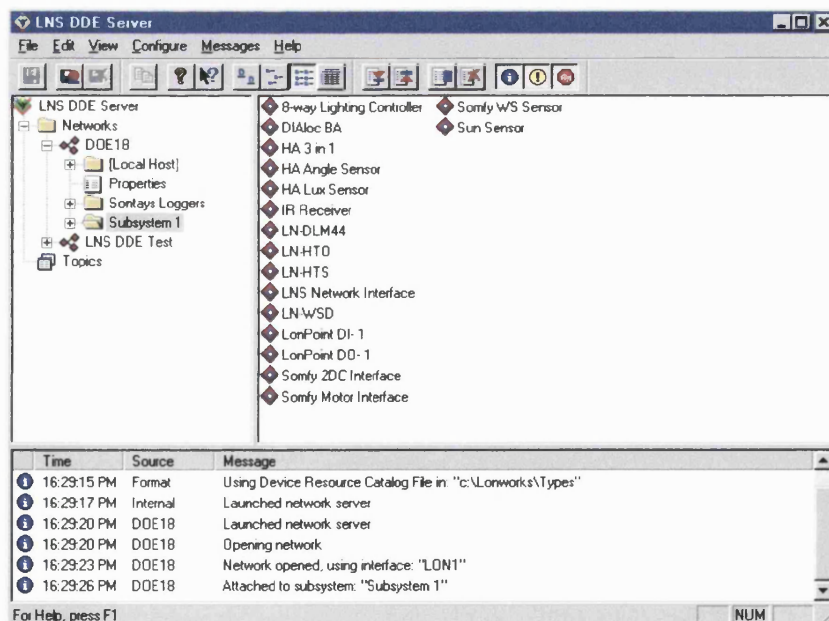 LNS DDE Server
File Edit View Configure Messages Help
LNS DDE Server
Networks
DOE18
[Local Host]
Properties
Sontays Loggers
Subsystem 1
LNS DDE Test
Topics
8-way Lighting Controller
DIAloc BA
HA 3 in 1
HA Angle Sensor
HA Lux Sensor
IR Receiver
LN-DLM44
LN-HT0
LN-HTS
LNS Network Interface
LN-WSD
LonPoint DI- 1
LonPoint DO- 1
Somfy 2DC Interface
Somfy Motor Interface
Somfy WS Sensor
Sun Sensor
Time Source Message
16:29:15 PM Format Using Device Resource Catalog File in: "c:\Lonworks\Types"
16:29:17 PM Internal Launched network server
16:29:20 PM DOE18 Launched network server
16:29:20 PM DOE18 Opening network
16:29:23 PM DOE18 Network opened, using interface: "LON1"
16:29:26 PM DOE18 Attached to subsystem: "Subsystem 1"
For Help, press F1 NUM